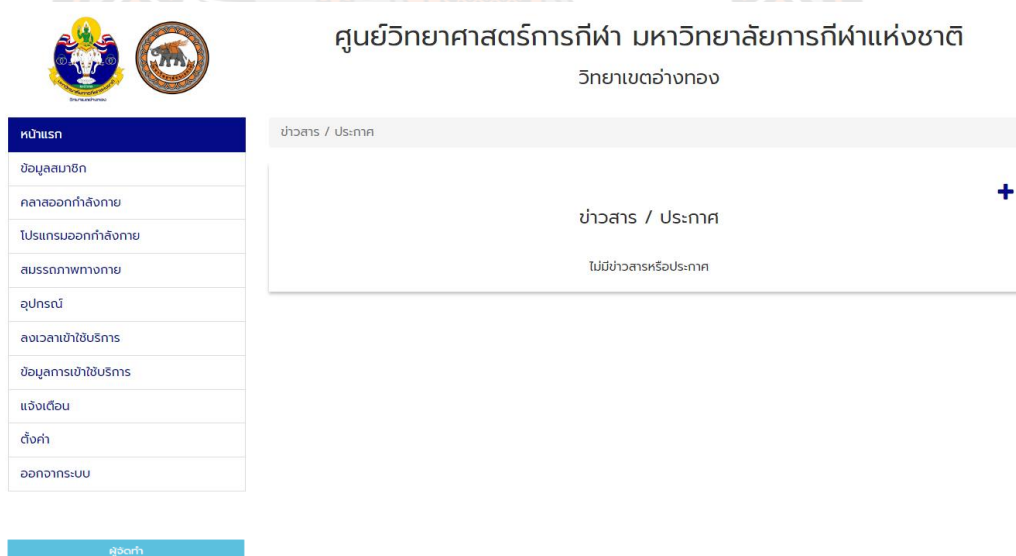 ศูนย์วิทยาศาสตร์การกีฬา มหาวิทยาลัยการกีฬาแห่งชาติ
วิทยาเขตอ่างทอง
หน้าแรก
ข้อมูลสมาชิก
คลาสออกกำลังกาย
โปรแกรมออกกำลังกาย
สมรรถภาพทางกาย
อุปกรณ์
ลงเวลาเข้าใช้บริการ
ข้อมูลการเข้าใช้บริการ
แจ้งเตือน
ตั้งค่า
ออกจากระบบ
ผู้จัดทำ
ข่าวสาร / ประกาศ
ข่าวสาร / ประกาศ
ไม่มีข่าวสารหรือประกาศ